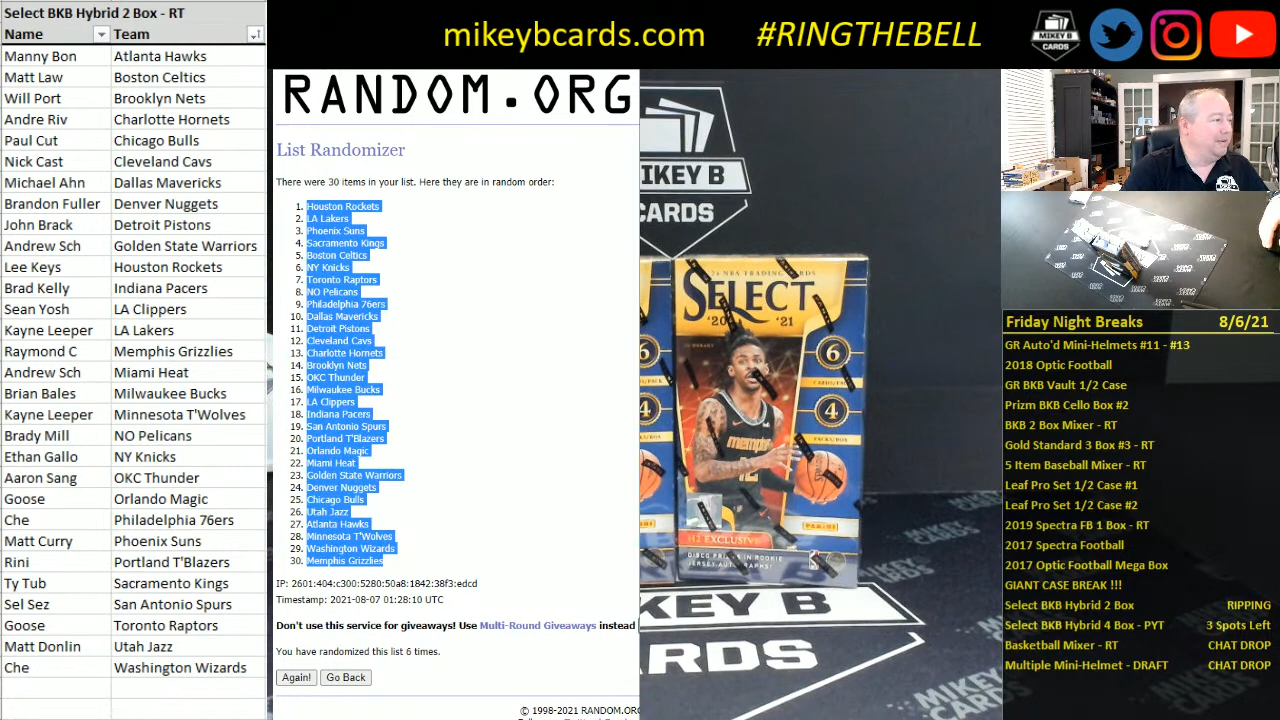 Select BKB Hybrid 2 Box - RT
Name Team
Manny Bon Atlanta Hawks
Matt Law Boston Celtics
Will Port Brooklyn Nets
Andre Riv Charlotte Hornets
Paul Cut Chicago Bulls
Nick Cast Cleveland Cavs
Michael Ahn Dallas Mavericks
Brandon Fuller Denver Nuggets
John Brack Detroit Pistons
Andrew Sch Golden State Warriors
Lee Keys Houston Rockets
Brad Kelly Indiana Pacers
Sean Yosh LA Clippers
Kayne Leeper LA Lakers
Raymond C Memphis Grizzlies
Andrew Sch Miami Heat
Brian Bales Milwaukee Bucks
Kayne Leeper Minnesota T'Wolves
Brady Mill NO Pelicans
Ethan Gallo NY Knicks
Aaron Sang OKC Thunder
Goose Orlando Magic
Che Philadelphia 76ers
Matt Curry Phoenix Suns
Rini Portland T'Blazers
Ty Tub Sacramento Kings
Sel Sez San Antonio Spurs
Goose Toronto Raptors
Matt Donlin Utah Jazz
Che Washington Wizards
mikeybcards.com #RINGTHEBELL
MIKEY B
CARDS
RANDOM.ORG
List Randomizer
There were 30 items in your list. Here they are in random order:
1. Houston Rockets
2. LA Lakers
3. Phoenix Suns
4. Sacramento Kings
5. Boston Celtics
6. NY Knicks
7. Toronto Raptors
8. NO Pelicans
9. Philadelphia 76ers
10. Dallas Mavericks
11. Detroit Pistons
12. Cleveland Cavs
13. Charlotte Hornets
14. Brooklyn Nets
15. OKC Thunder
16. Milwaukee Bucks
17. LA Clippers
18. Indiana Pacers
19. San Antonio Spurs
20. Portland T'Blazers
21. Orlando Magic
22. Miami Heat
23. Golden State Warriors
24. Denver Nuggets
25. Chicago Bulls
26. Utah Jazz
27. Atlanta Hawks
28. Minnesota T'Wolves
29. Washington Wizards
30. Memphis Grizzlies
IP: 2601:404:c300:5280:50a8:1842:38f3:edcd
Timestamp: 2021-08-07 01:28:10 UTC
Don't use this service for giveaways! Use Multi-Round Giveaways instead
You have randomized this list 6 times.
Again! Go Back
© 1998-2021 RANDOM.ORG
IKEY B
CARDS
NBA TRADING CARDS
SELECT
'20 '21
6
4
MEMPHIS
12
H2 EXCLUSIVE
PANINI
KEY B
RDS
MIKEY B
CARDS
Friday Night Breaks 8/6/21
GR Auto'd Mini-Helmets #11 - #13
2018 Optic Football
GR BKB Vault 1/2 Case
Prizm BKB Cello Box #2
BKB 2 Box Mixer - RT
Gold Standard 3 Box #3 - RT
5 Item Baseball Mixer - RT
Leaf Pro Set 1/2 Case #1
Leaf Pro Set 1/2 Case #2
2019 Spectra FB 1 Box - RT
2017 Spectra Football
2017 Optic Football Mega Box
GIANT CASE BREAK !!!
Select BKB Hybrid 2 Box RIPPING
Select BKB Hybrid 4 Box - PYT 3 Spots Left
Basketball Mixer - RT CHAT DROP
Multiple Mini-Helmet - DRAFT CHAT DROP